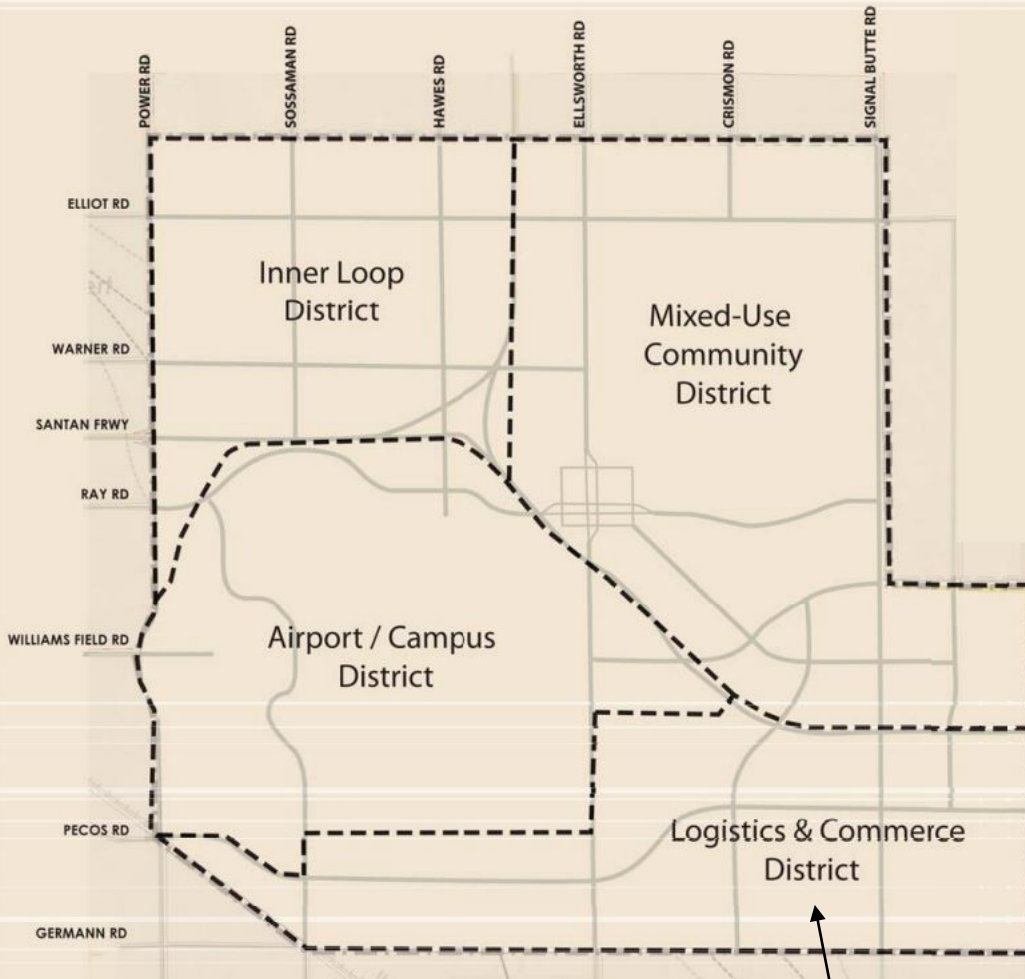 POWER RD
SOSSAMAN RD
HAWES RD
ELLSWORTH RD
CRISMON RD
SIGNAL BUTTE RD
ELLIOT RD
Inner Loop
District
Mixed-Use
Community
District
WARNER RD
SANTAN FRWY
RAY RD
WILLIAMS FIELD RD
Airport / Campus
District
PECOS RD
Logistics & Commerce
District
GERMANN RD